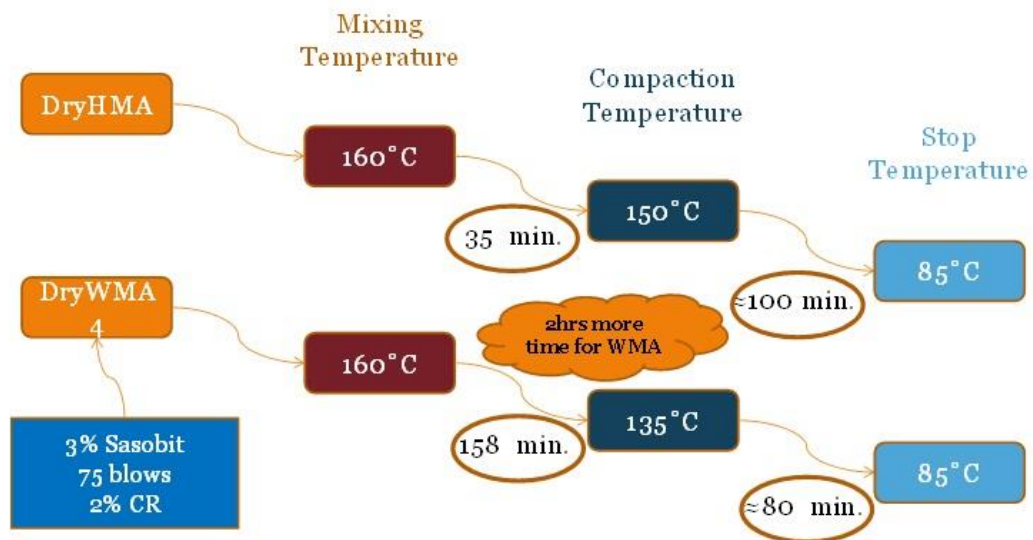 Mixing
Temperature
Compaction
Temperature
Stop
Temperature
DryHMA
160°C
35 min.
150°C
≈100 min.
85°C
DryWMA
4
160°C
2hrs more
time for WMA
158 min.
135°C
≈80 min.
85°C
3% Sasobit
75 blows
2% CR